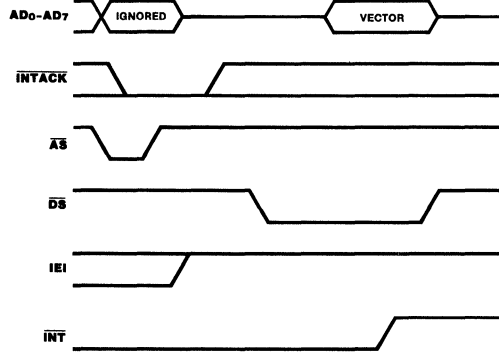 AD0-AD7 IGNORED VECTOR
INTACK
AS
DS
IEI
INT